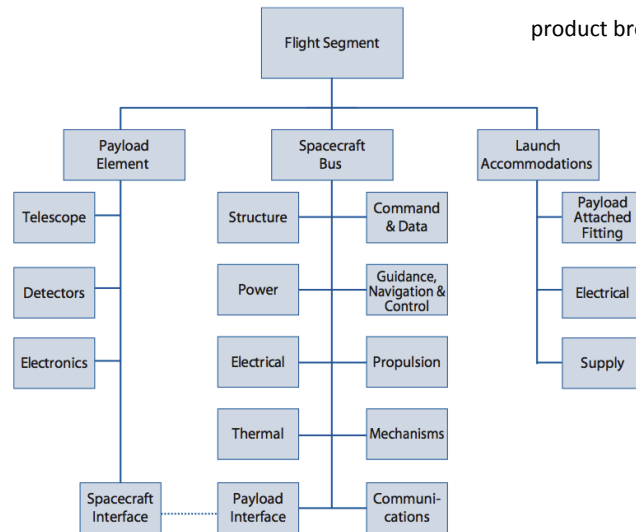 product bre
Flight Segment
Payload
Element
Spacecraft
Bus
Launch
Accommodations
Telescope
Structure
Command
& Data
Payload
Attached
Fitting
Detectors
Power
Guidance,
Navigation &
Control
Electrical
Electronics
Electrical
Propulsion
Supply
Thermal
Mechanisms
Spacecraft
Interface
Payload
Interface
Communi-
cations